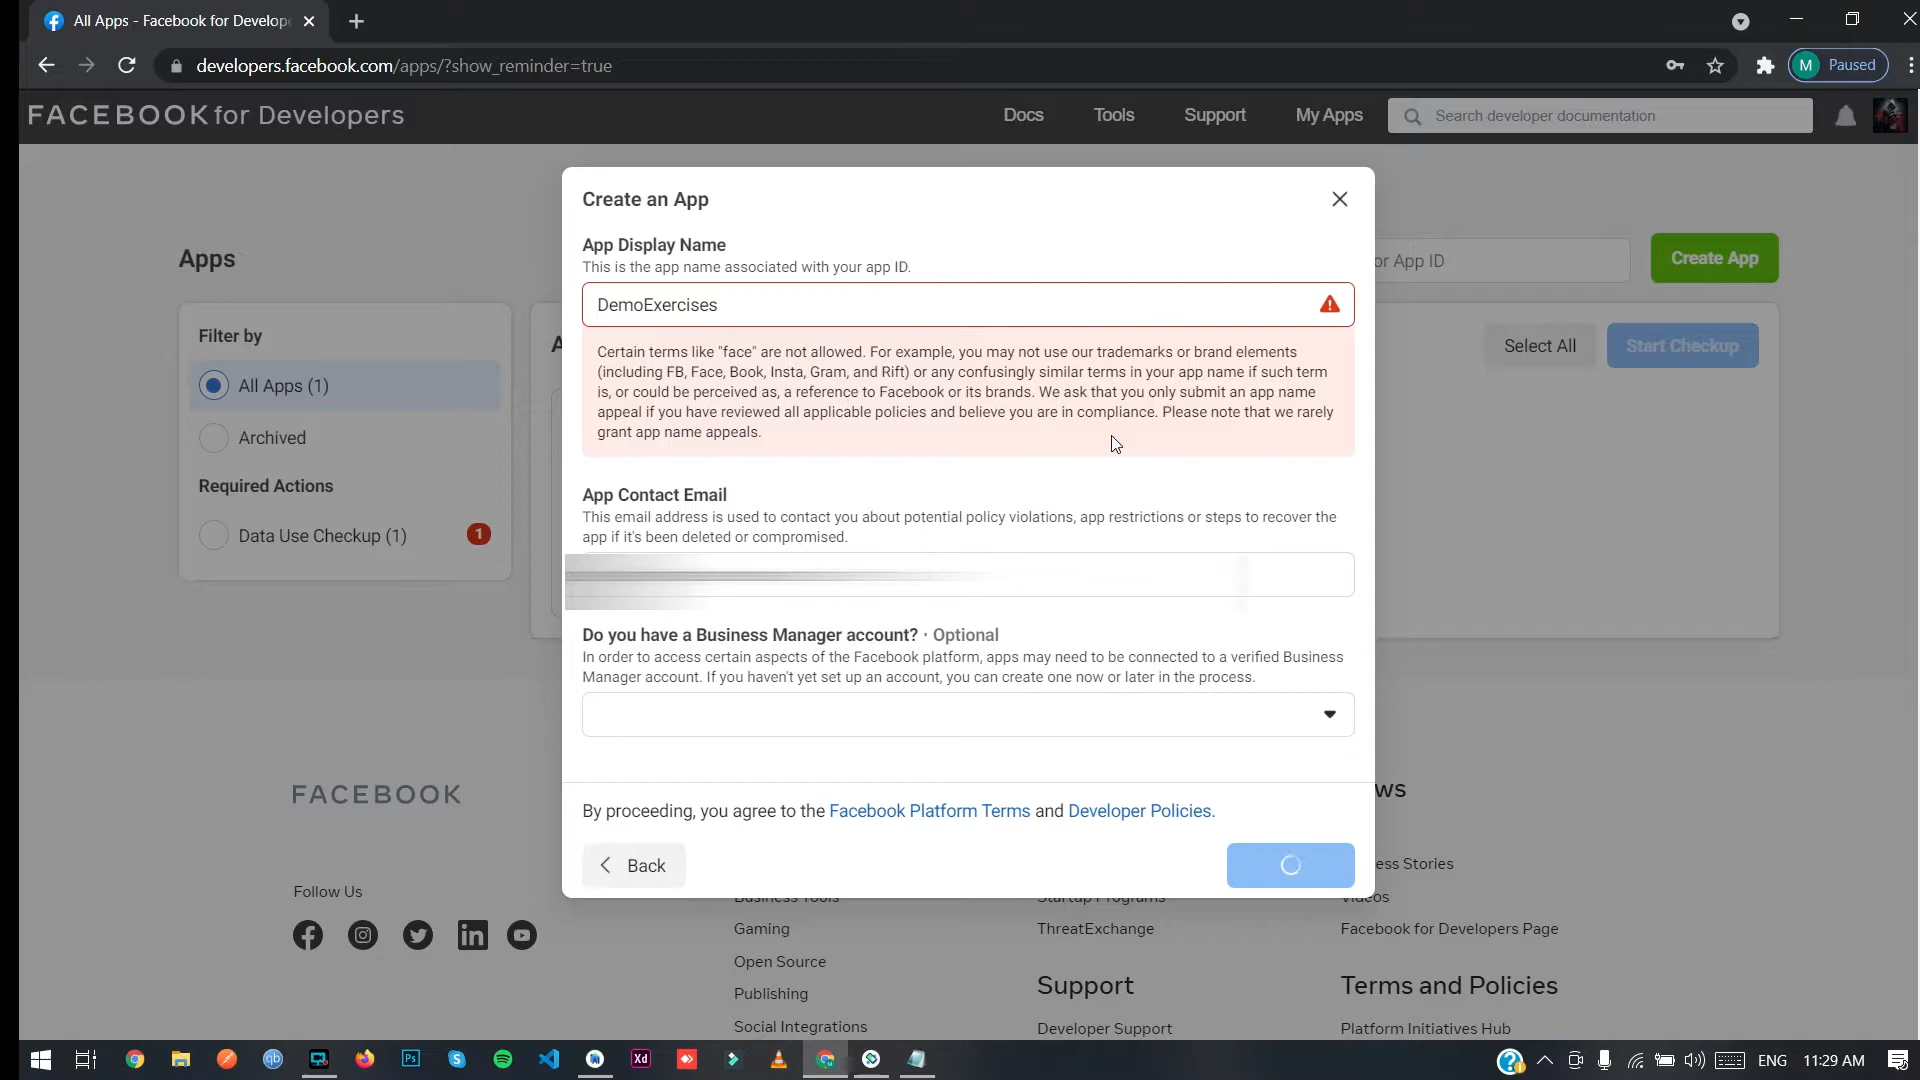 All Apps - Facebook for Develop
developers.facebook.com/apps/?show_reminder=true
M Paused
FACEBOOK for Developers
Docs
Tools
Support
My Apps
Search developer documentation
Create an App
App Display Name
This is the app name associated with your app ID.
DemoExercises
Certain terms like "face" are not allowed. For example, you may not use our trademarks or brand elements
(including FB, Face, Book, Insta, Gram, and Rift) or any confusingly similar terms in your app name if such term
is, or could be perceived as, a reference to Facebook or its brands. We ask that you only submit an app name
appeal if you have reviewed all applicable policies and believe you are in compliance. Please note that we rarely
grant app name appeals.
App Contact Email
This email address is used to contact you about potential policy violations, app restrictions or steps to recover the
app if it's been deleted or compromised.
Do you have a Business Manager account? · Optional
In order to access certain aspects of the Facebook platform, apps may need to be connected to a verified Business
Manager account. If you haven't yet set up an account, you can create one now or later in the process.
By proceeding, you agree to the Facebook Platform Terms and Developer Policies.
Back
Apps
or App ID
Create App
Filter by
All Apps (1)
Archived
Required Actions
Data Use Checkup (1)
1
A
Select All
Start Checkup
FACEBOOK
Follow Us
Business Tools
Gaming
Open Source
Publishing
Social Integrations
Startup Programs
ThreatExchange
Support
Developer Support
ws
ess Stories
Videos
Facebook for Developers Page
Terms and Policies
Platform Initiatives Hub
Ps
qb
Xd
ENG
11:29 AM